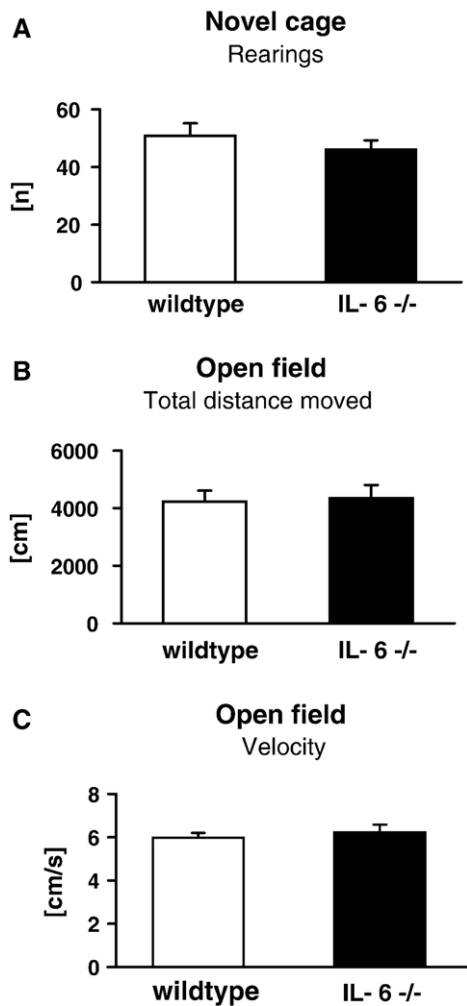 A
Novel cage
Rearings
60
40
20
0
[n]
wildtype IL- 6 -/-
B
Open field
Total distance moved
6000
4000
2000
0
[cm]
wildtype IL- 6 -/-
C
Open field
Velocity
8
6
4
2
0
[cm/s]
wildtype IL- 6 -/-